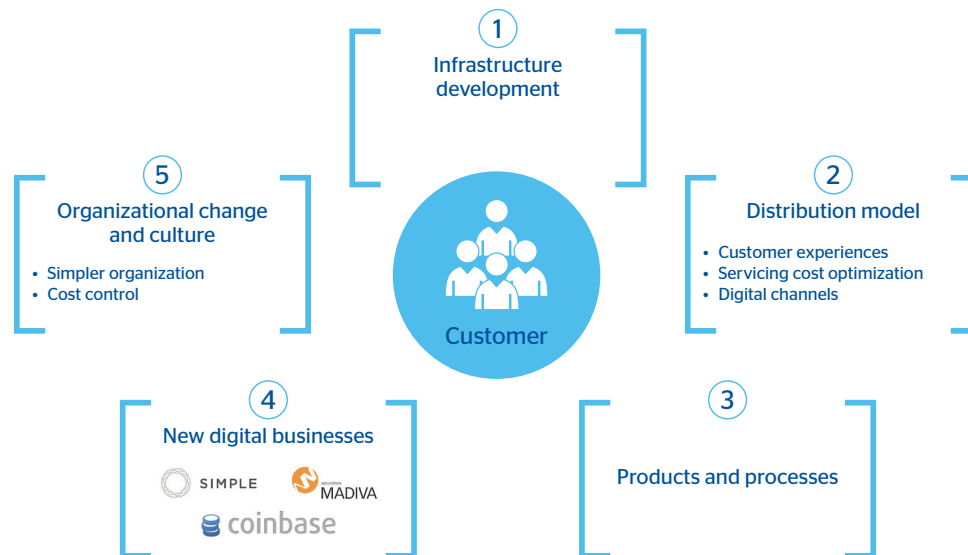 1
Infrastructure
development
2
Distribution model
• Customer experiences
• Servicing cost optimization
• Digital channels
3
Products and processes
4
New digital businesses
SIMPLE
MADIVA
coinbase
5
Organizational change
and culture
• Simpler organization
• Cost control
Customer